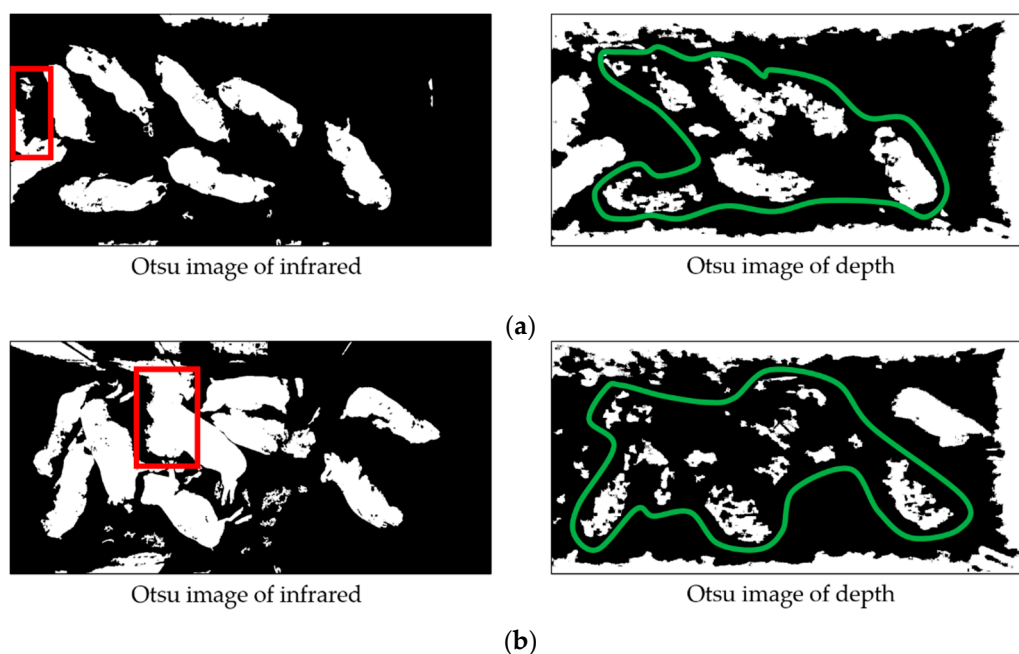 Otsu image of infrared
Otsu image of depth
(a)
Otsu image of infrared
Otsu image of depth
(b)